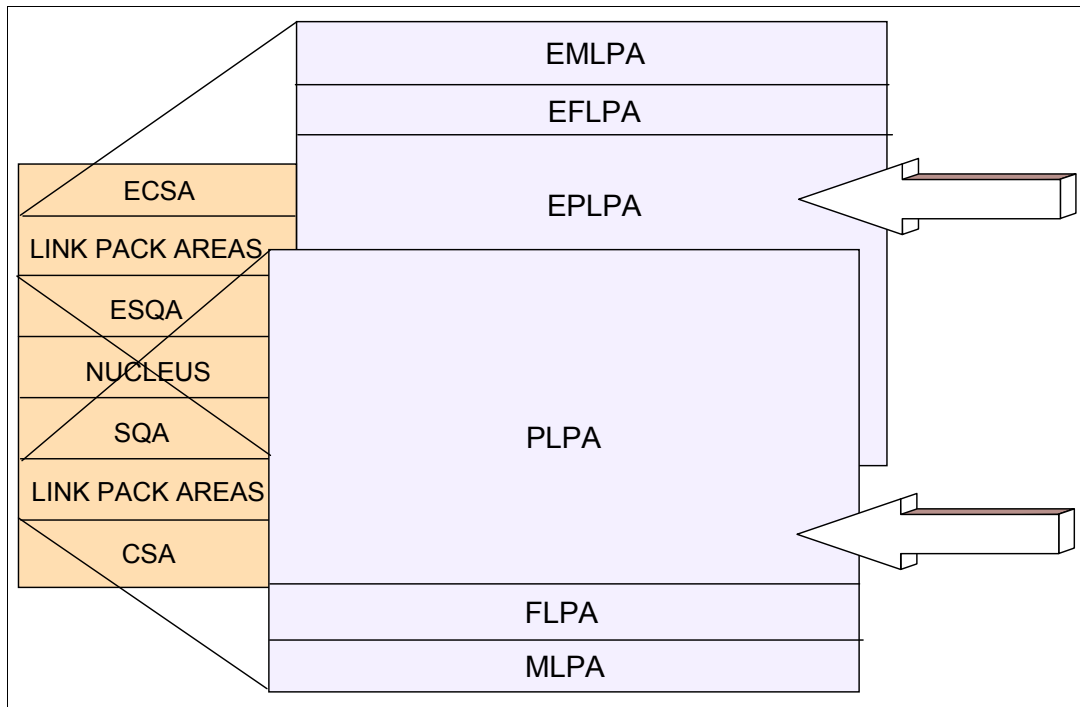 EMLPA
EFLPA
EPLPA
ECSA
LINK PACK AREAS
ESQA
NUCLEUS
SQA
LINK PACK AREAS
CSA
PLPA
FLPA
MLPA